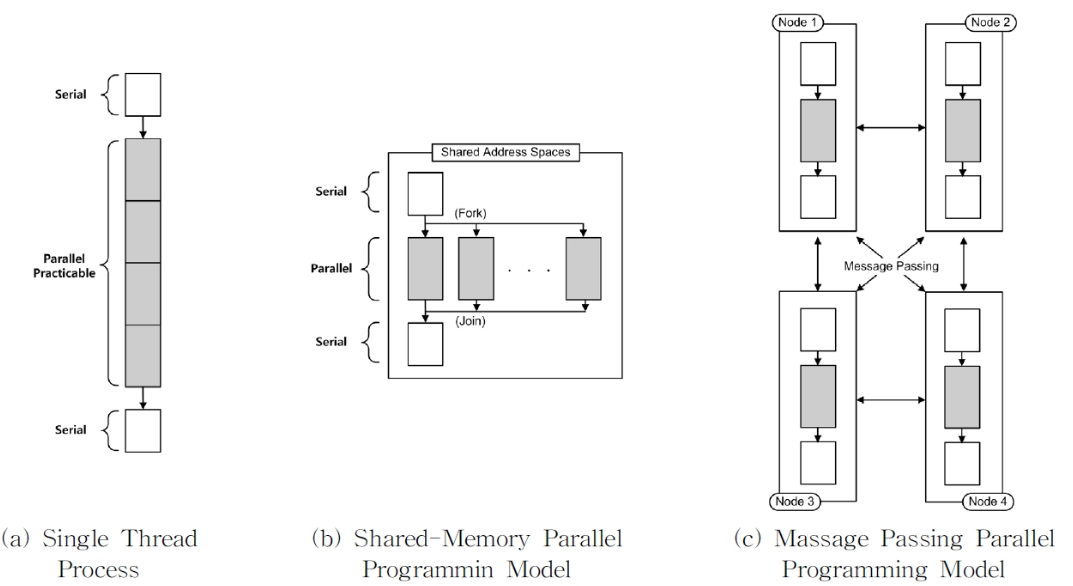 Serial
Parallel
Practicable
Serial
(a) Single Thread
Process
Shared Address Spaces
Serial
(Fork)
Parallel
. . .
(Join)
Serial
(b) Shared-Memory Parallel
Programmin Model
Node 1
Node 2
Message Passing
Node 3
Node 4
(c) Massage Passing Parallel
Programming Model